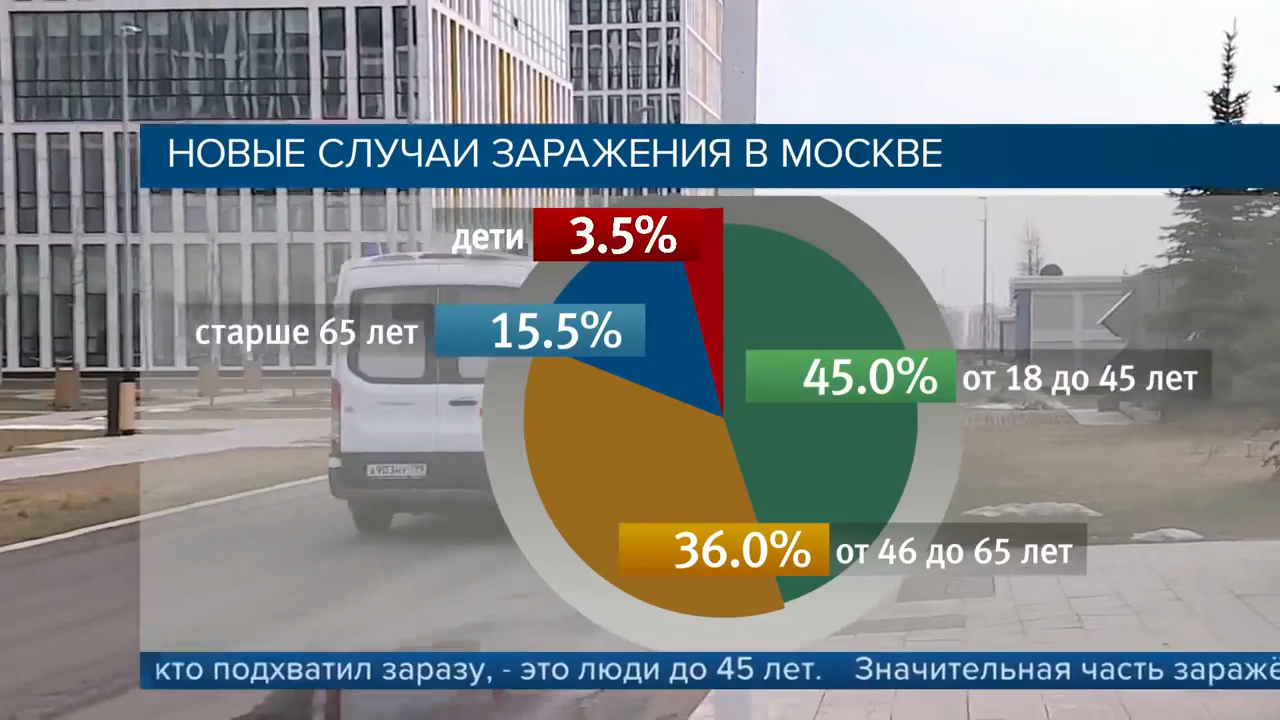 НОВЫЕ СЛУЧАИ ЗАРАЖЕНИЯ В МОСКВЕ
дети 3.5%
старше 65 лет 15.5%
45.0% от 18 до 45 лет
36.0% от 46 до 65 лет
кто подхватил заразу, - это люди до 45 лет. Значительная часть